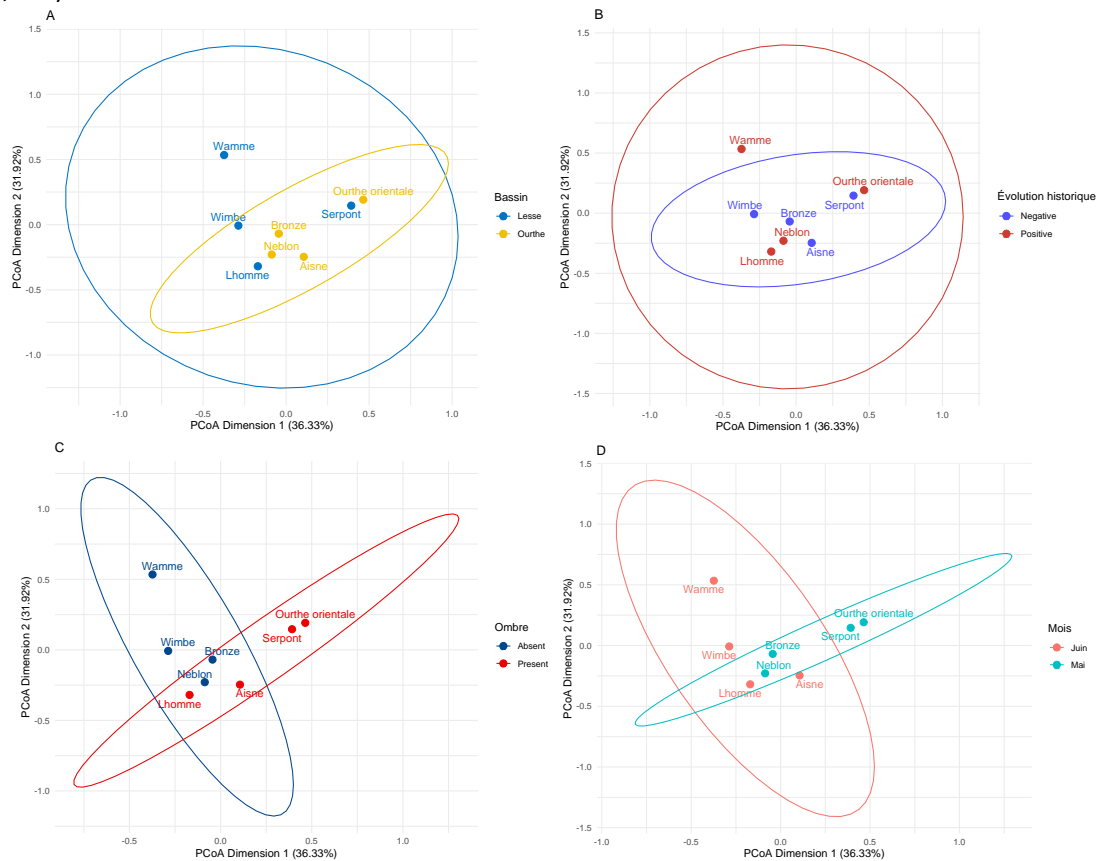 A
1.5
1.0
0.5
0.0
-0.5
-1.0
PCoA Dimension 2 (31.92%)
Wamme
Ourthe orientale
Serpont
Wimbe
Bronze
Neblon
Lhomme
Aisne
-1.0
-0.5
0.0
0.5
1.0
PCoA Dimension 1 (36.33%)
Bassin
Lesse
Ourthe
B
1.5
1.0
0.5
0.0
-0.5
-1.0
-1.5
PCoA Dimension 2 (31.92%)
Wamme
Ourthe orientale
Serpont
Wimbe
Bronze
Neblon
Lhomme
Aisne
-1.0
-0.5
0.0
0.5
1.0
PCoA Dimension 1 (36.33%)
Évolution historique
Negative
Positive
C
1.0
0.5
0.0
-0.5
-1.0
PCoA Dimension 2 (31.92%)
Wamme
Ourthe orientale
Serpont
Wimbe
Bronze
Neblon
Lhomme
Aisne
-0.5
0.0
0.5
1.0
PCoA Dimension 1 (36.33%)
Ombre
Absent
Present
D
1.5
1.0
0.5
0.0
-0.5
-1.0
-1.5
PCoA Dimension 2 (31.92%)
Wamme
Ourthe orientale
Serpont
Bronze
Wimbe
Neblon
Lhomme
Aisne
-1.0
-0.5
0.0
0.5
1.0
PCoA Dimension 1 (36.33%)
Mois
Juin
Mai